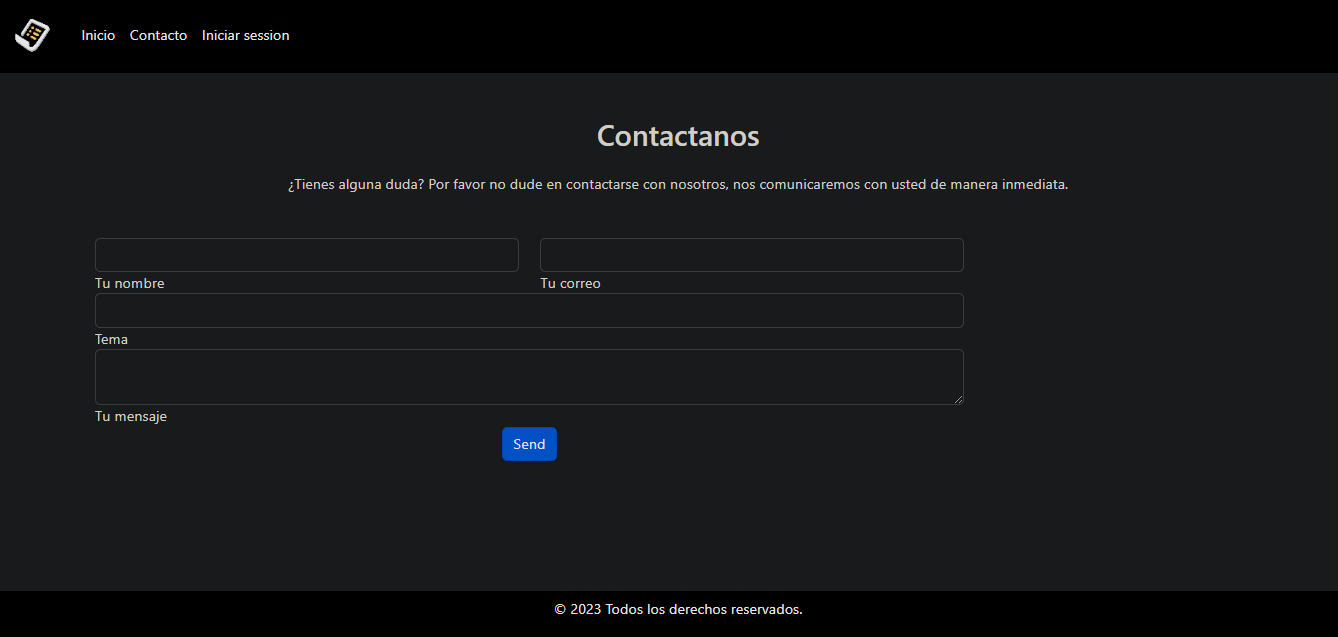 Inicio Contacto Iniciar session
Contactanos
¿Tienes alguna duda? Por favor no dude en contactarse con nosotros, nos comunicaremos con usted de manera inmediata.
Tu nombre Tu correo
Tema
Tu mensaje
Send
© 2023 Todos los derechos reservados.